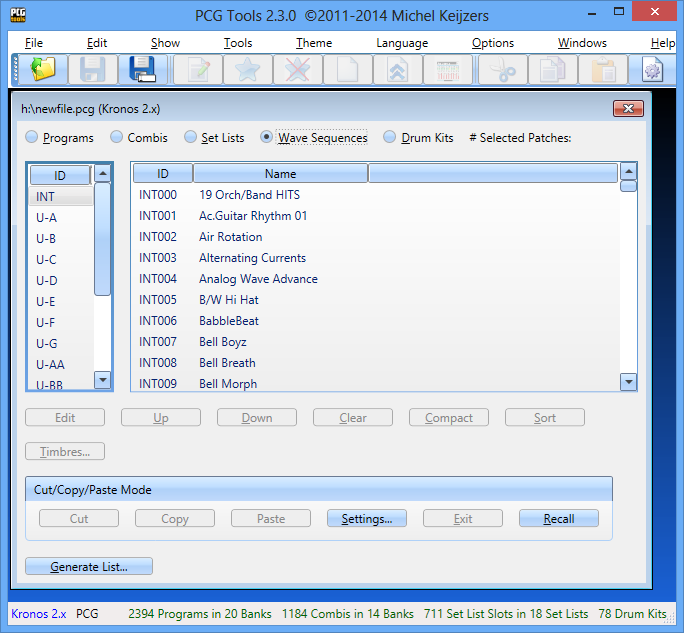 PCG TOOLS PCG Tools 2.3.0 ©2011-2014 Michel Keijzers
File Edit Show Tools Theme Language Options Windows Help
h:\newfile.pcg (Kronos 2.x)
Programs Combis Set Lists Wave Sequences Drum Kits # Selected Patches:
ID
INT
U-A
U-B
U-C
U-D
U-E
U-F
U-G
U-AA
U-BB
ID Name
INT000 19 Orch/Band HITS
INT001 Ac.Guitar Rhythm 01
INT002 Air Rotation
INT003 Alternating Currents
INT004 Analog Wave Advance
INT005 B/W Hi Hat
INT006 BabbleBeat
INT007 Bell Boyz
INT008 Bell Breath
INT009 Bell Morph
Edit Up Down Clear Compact Sort
Timbres...
Cut/Copy/Paste Mode
Cut Copy Paste Settings... Exit Recall
Generate List...
Kronos 2.x PCG 2394 Programs in 20 Banks 1184 Combis in 14 Banks 711 Set List Slots in 18 Set Lists 78 Drum Kits